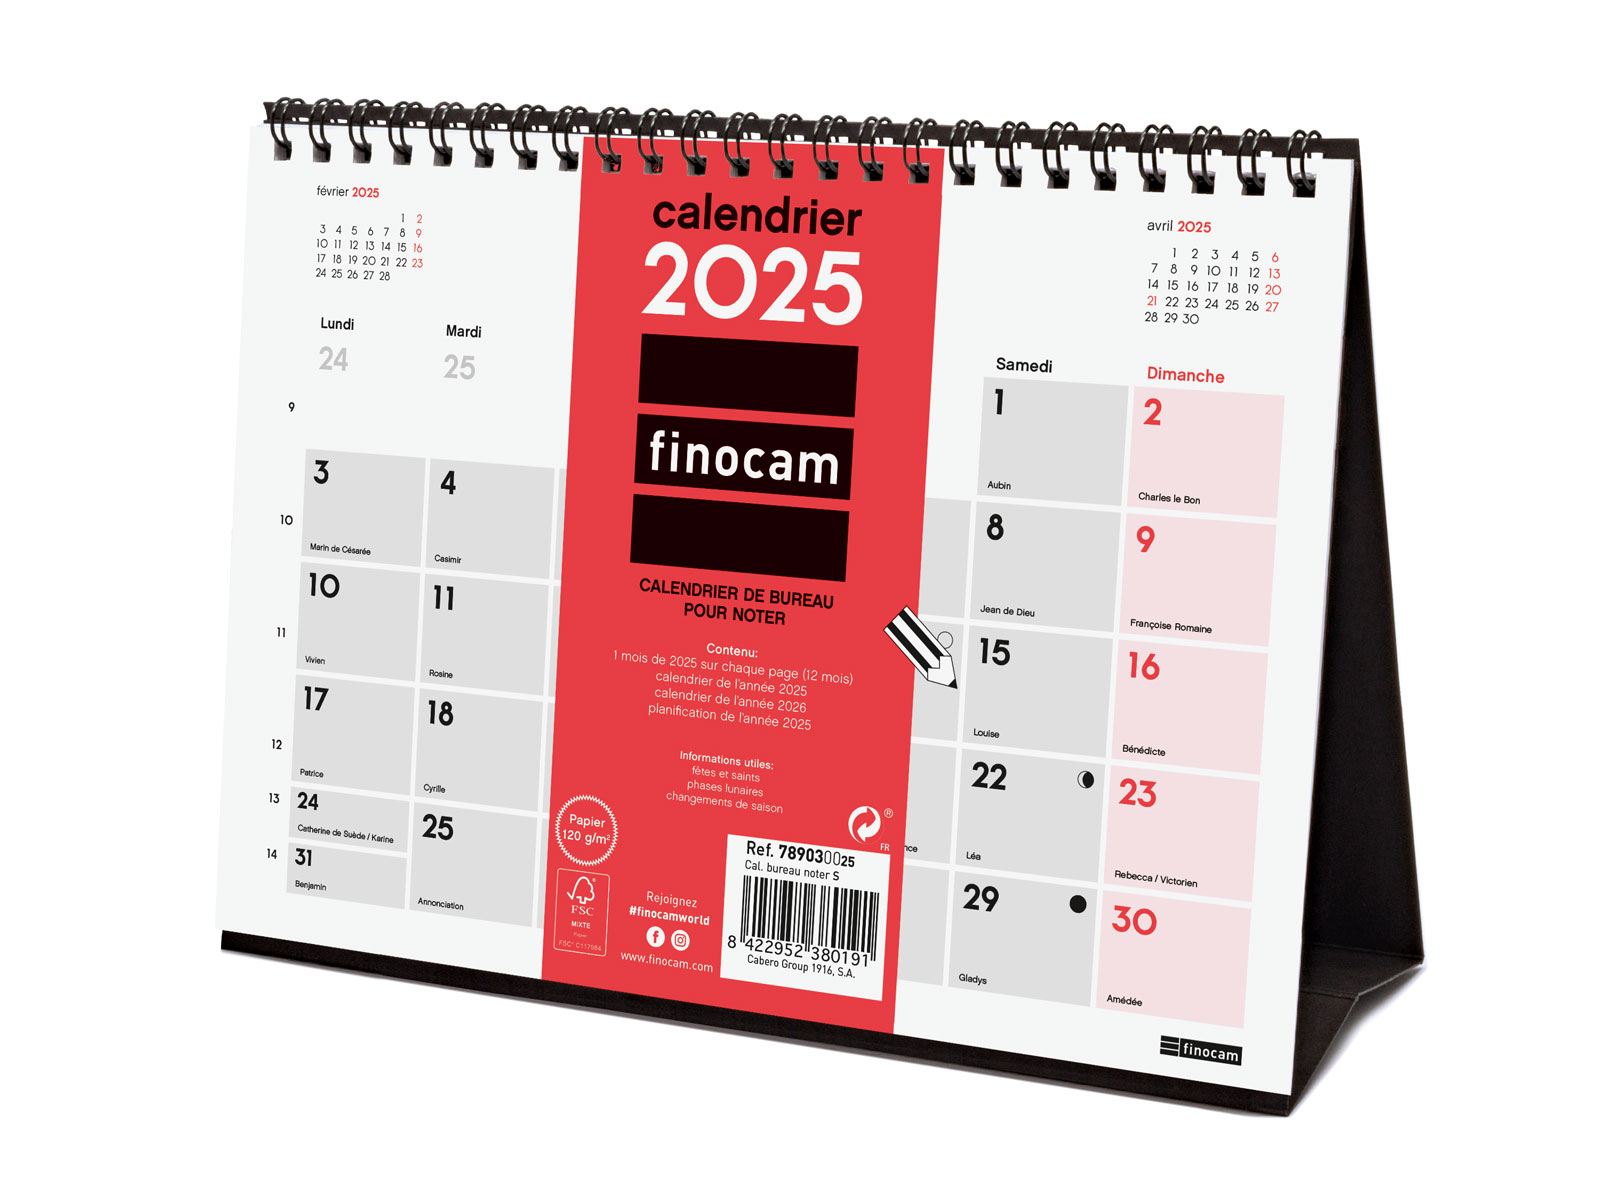 février 2025
1 2
3 4 5 6 7 8 9
10 11 12 13 14 15 16
17 18 19 20 21 22 23
24 25 26 27 28
calendrier
2025
finocam
CALENDRIER DE BUREAU
POUR NOTER
Contenu:
1 mois de 2025 sur chaque page (12 mois)
calendrier de l'année 2025
calendrier de l'année 2026
planification de l'année 2025
Informations utiles:
fêtes et saints
phases lunaires
changements de saison
Papier
120 g/m²
FSC
MIXTE
Papier
FSC® C117984
Rejoignez
#finocamworld
www.finocam.com
®
FR
Ref. 789030025
Cal. bureau noter S
8 422952 380191
Cabero Group 1916, S.A.
avril 2025
1 2 3 4 5 6
7 8 9 10 11 12 13
14 15 16 17 18 19 20
21 22 23 24 25 26 27
28 29 30
Lundi Mardi Samedi Dimanche
9 24 25 1 2
Aubin Charles le Bon
10 3 4 8 9
Marin de Césarée Casimir Jean de Dieu Françoise Romaine
11 10 11 15 16
Vivien Rosine Louise Bénédicte
12 17 18 22 23
Patrice Cyrille nce Léa Rebecca / Victorien
13 24 25 29 30
Catherine de Suède / Karine
14 31
Benjamin Annonciation Gladys Amédée
finocam